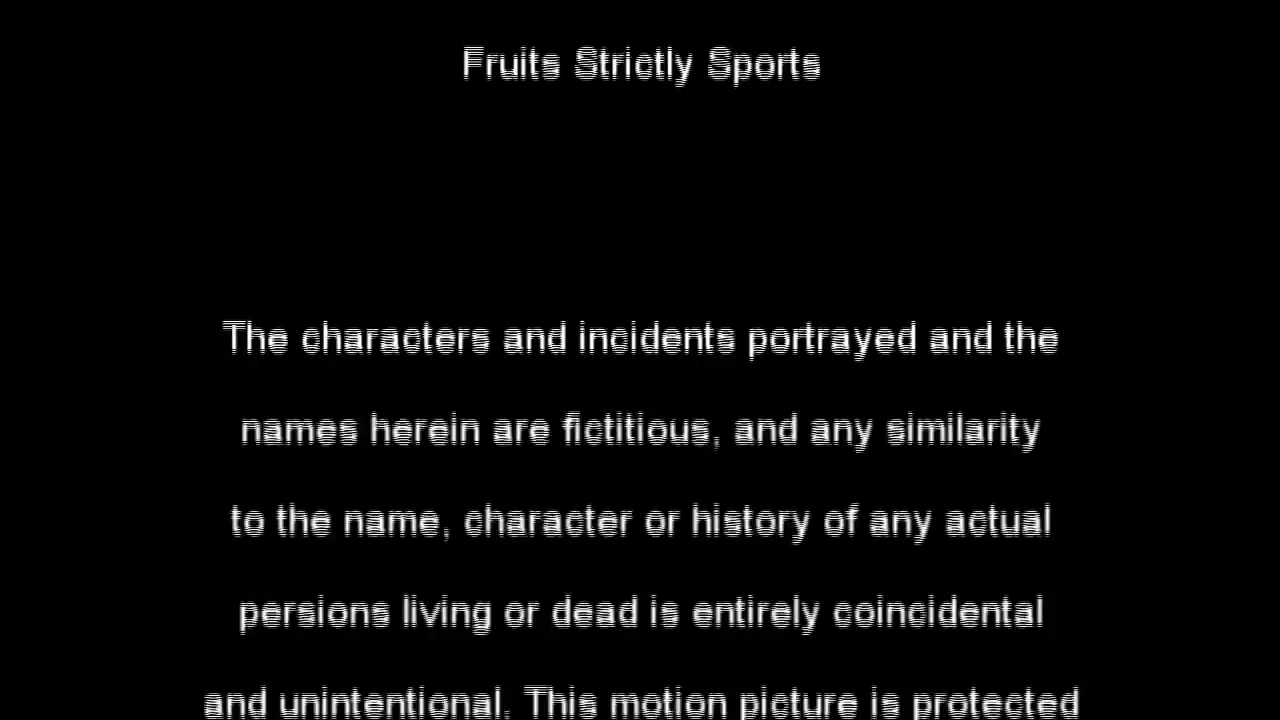 Fruits Strictly Sports
The characters and incidents portrayed and the
names herein are fictitious, and any similarity
to the name, character or history of any actual
persions living or dead is entirely coincidental
and unintentional. This motion picture is protected